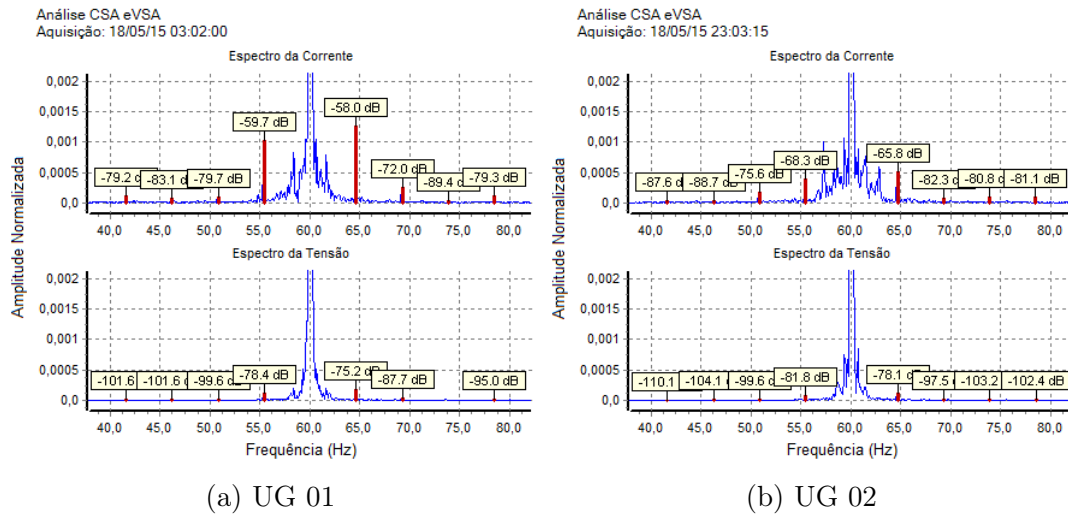 Análise CSA eVSA
Aquisição: 18/05/15 03:02:00
Espectro da Corrente
Amplitude Normalizada
0,002
0,0015
0,001
0,0005
0,0
-79.2 d
-83.1 d
-79.7 dB
-59.7 dB
-58.0 dB
-72.0 dB
-89.4 d
-79.3 dB
40,0 45,0 50,0 55,0 60,0 65,0 70,0 75,0 80,0
Espectro da Tensão
0,002
0,0015
0,001
0,0005
0,0
-101.6
-101.6 d
-99.6 dB
-78.4 dB
-75.2 dB
-87.7 dB
-95.0 dB
40,0 45,0 50,0 55,0 60,0 65,0 70,0 75,0 80,0
Frequência (Hz)
(a) UG 01
Análise CSA eVSA
Aquisição: 18/05/15 23:03:15
Espectro da Corrente
Amplitude Normalizada
0,002
0,0015
0,001
0,0005
0,0
-87.6 d
-88.7 d
-75.6 dB
-68.3 dB
-65.8 dB
-82.3 d
-80.8 d
-81.1 dB
40,0 45,0 50,0 55,0 60,0 65,0 70,0 75,0 80,0
Espectro da Tensão
0,002
0,0015
0,001
0,0005
0,0
-110.1
-104.1
-99.6 dB
-81.8 dB
-78.1 d
-97.5
-103.2
-102.4 dB
40,0 45,0 50,0 55,0 60,0 65,0 70,0 75,0 80,0
Frequência (Hz)
(b) UG 02